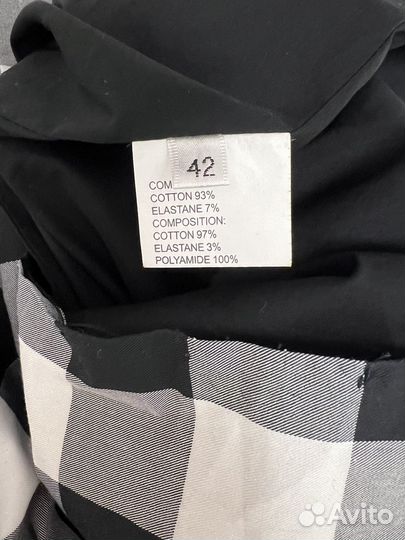 42
COM
COTTON 93%
ELASTANE 7%
COMPOSITION:
COTTON 97%
ELASTANE 3%
POLYAMIDE 100%
Avito